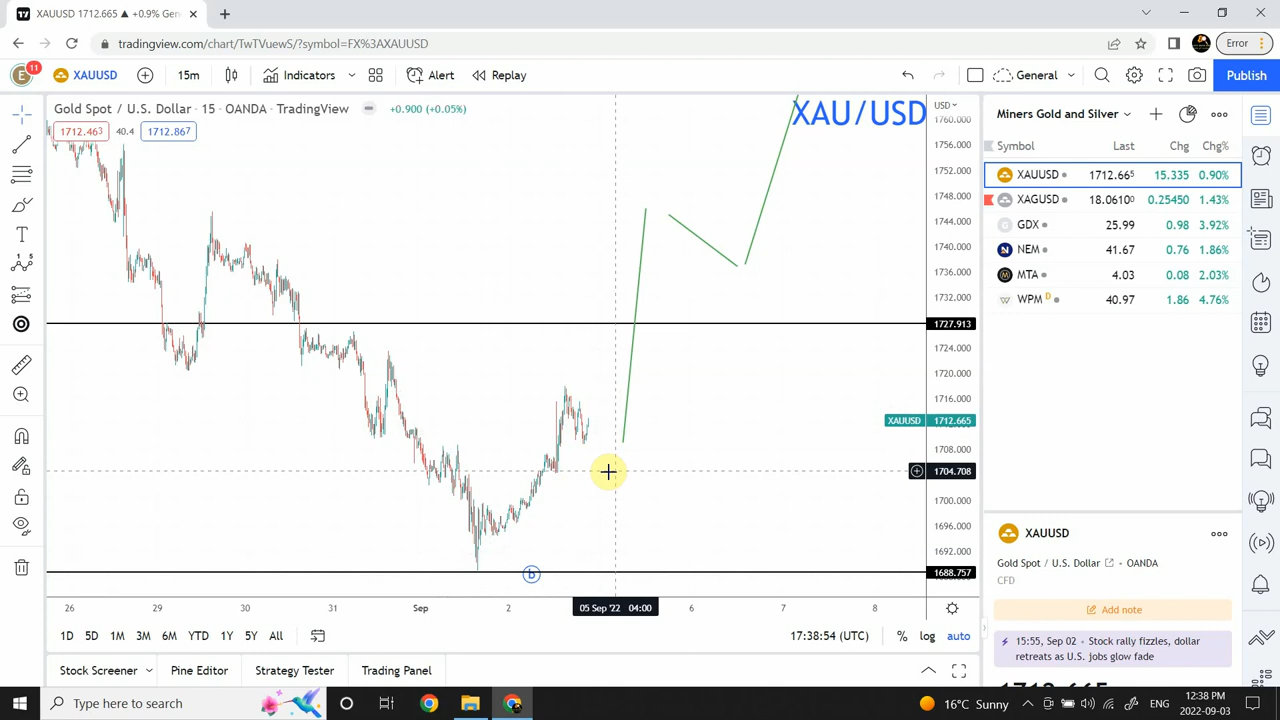 XAUUSD 1712.665 ▲ +0.9% Gen
tradingview.com/chart/TwTVuewS/?symbol=FX%3AXAUUSD
Error
E 11
XAUUSD
15m
Indicators
Alert
Replay
General
Publish
Gold Spot / U.S. Dollar · 15 · OANDA · TradingView
+0.900 (+0.05%)
1712.463
40.4
1712.867
XAU/USD
USD
1760.000
1756.000
1752.000
1748.000
1744.000
1740.000
1736.000
1732.000
1727.913
1724.000
1720.000
1716.000
XAUUSD 1712.665
1708.000
1704.708
1700.000
1696.000
1692.000
1688.757
b
26
29
30
31
Sep
2
05 Sep '22 04:00
6
7
8
1D
5D
1M
3M
6M
YTD
1Y
5Y
All
17:38:54 (UTC)
%
log
auto
Stock Screener
Pine Editor
Strategy Tester
Trading Panel
Miners Gold and Silver
Symbol Last Chg Chg%
XAUUSD 1712.665 15.335 0.90%
XAGUSD 18.06100 0.25450 1.43%
GDX 25.99 0.98 3.92%
NEM 41.67 0.76 1.86%
MTA 4.03 0.08 2.03%
WPM D 40.97 1.86 4.76%
XAUUSD
Gold Spot / U.S. Dollar · OANDA
CFD
Add note
15:55, Sep 02 • Stock rally fizzles, dollar
retreats as U.S. jobs glow fade
1712.665
Type here to search
16°C Sunny
12:38 PM
2022-09-03